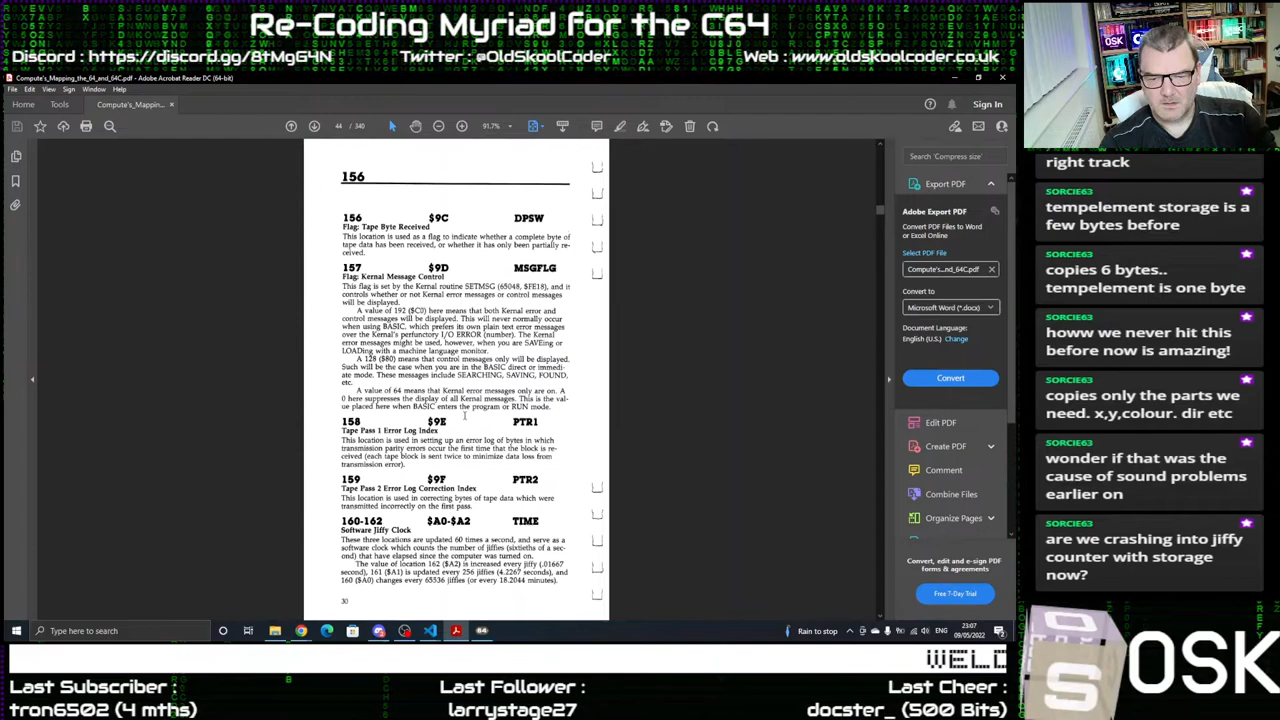 Re-Coding Myriad for the C64
Discord : https://discord.gg/BtMgG4N
Twitter : @OldSkoolCoder
Web : www.oldskoolcoder.co.uk
Compute's_Mapping_the_64_and_64C.pdf - Adobe Acrobat Reader DC (64-bit)
File Edit View Sign Window Help
Home Tools Compute's_Mappin... ×
Sign In
44 / 340
91.7%
156
156 $9C DPSW
Flag: Tape Byte Received
This location is used as a flag to indicate whether a complete byte of
tape data has been received, or whether it has only been partially re-
ceived.
157 $9D MSGFLG
Flag: Kernal Message Control
This flag is set by the Kernal routine SETMSG (65048, $FE18), and it
controls whether or not Kernal error messages or control messages
will be displayed.
A value of 192 ($C0) here means that both Kernal error and
control messages will be displayed. This will never normally occur
when using BASIC, which prefers its own plain text error messages
over the Kernal's perfunctory I/O ERROR (number). The Kernal
error messages might be used, however, when you are SAVEing or
LOADing with a machine language monitor.
A 128 ($80) means that control messages only will be displayed.
Such will be the case when you are in the BASIC direct or immedi-
ate mode. These messages include SEARCHING, SAVING, FOUND,
etc.
A value of 64 means that Kernal error messages only are on. A
0 here suppresses the display of all Kernal messages. This is the val-
ue placed here when BASIC enters the program or RUN mode.
158 $9E PTR1
Tape Pass 1 Error Log Index
This location is used in setting up an error log of bytes in which
transmission parity errors occur the first time that the block is re-
ceived (each tape block is sent twice to minimize data loss from
transmission error).
159 $9F PTR2
Tape Pass 2 Error Log Correction Index
This location is used in correcting bytes of tape data which were
transmitted incorrectly on the first pass.
160-162 $A0-$A2 TIME
Software Jiffy Clock
These three locations are updated 60 times a second, and serve as a
software clock which counts the number of jiffies (sixtieths of a sec-
ond) that have elapsed since the computer was turned on.
The value of location 162 ($A2) is increased every jiffy (.01667
second), 161 ($A1) is updated every 256 jiffies (4.2267 seconds), and
160 ($A0) changes every 65536 jiffies (or every 18.2044 minutes).
30
Search 'Compress size'
Export PDF
Adobe Export PDF
Convert PDF Files to Word
or Excel Online
Select PDF File
Compute's...nd_64C.pdf ×
Convert to
Microsoft Word (*.docx)
Document Language:
English (U.S.) Change
Convert
Edit PDF
Create PDF
Comment
Combine Files
Organize Pages
Convert, edit and e-sign PDF
forms & agreements
Free 7-Day Trial
right track
SORCIE63
tempelement storage is a
few bytes before
SORCIE63
copies 6 bytes..
tempelement is one byte
SORCIE63
howw we never hit this
before now is amazing!
SORCIE63
copies only the parts we
need. x,y,colour. dir etc
SORCIE63
wonder if that was the
cause of sound problems
earlier on
SORCIE63
are we crashing into jiffy
counter with storage
now?
Type here to search
64
Rain to stop
ENG
23:07
09/05/2022
2
WELC
OSK
Last Subscriber :
tron6502 (4 mths)
Last Follower :
larrystage27
Last Cheer :
docster_ (500 Bits)